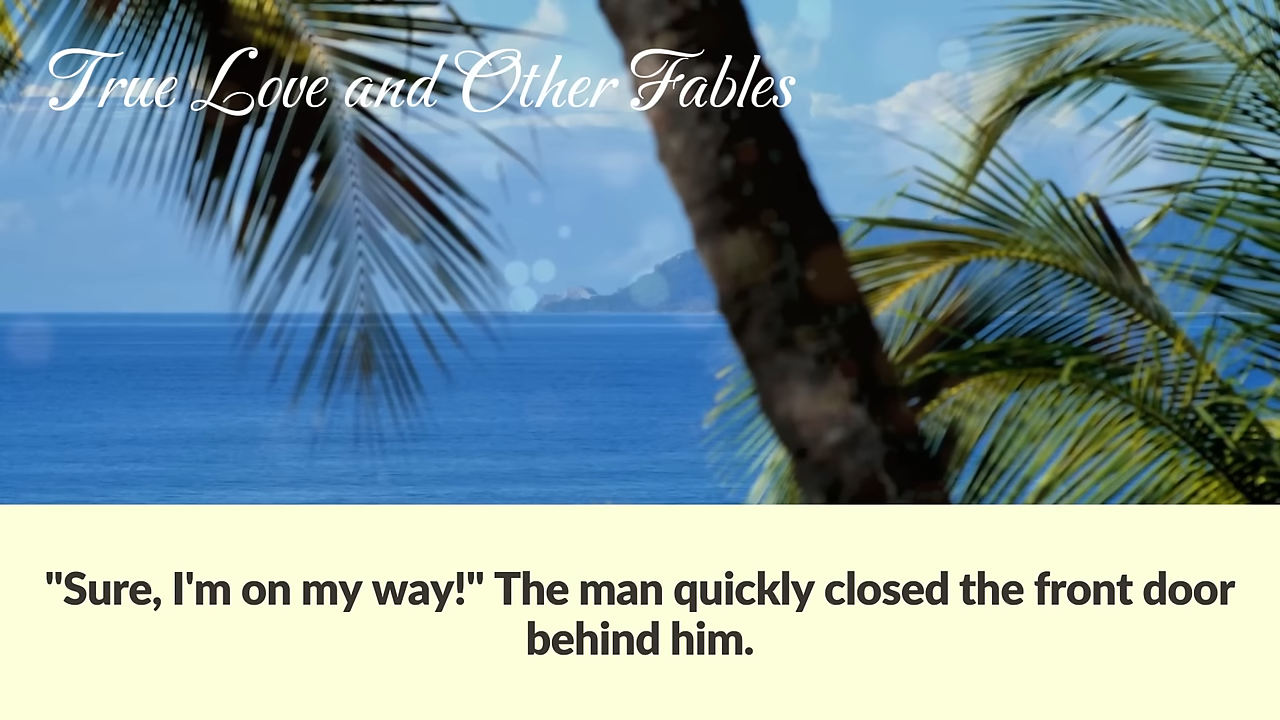 True Love and Other Fables
"Sure, I'm on my way!" The man quickly closed the front door
behind him.